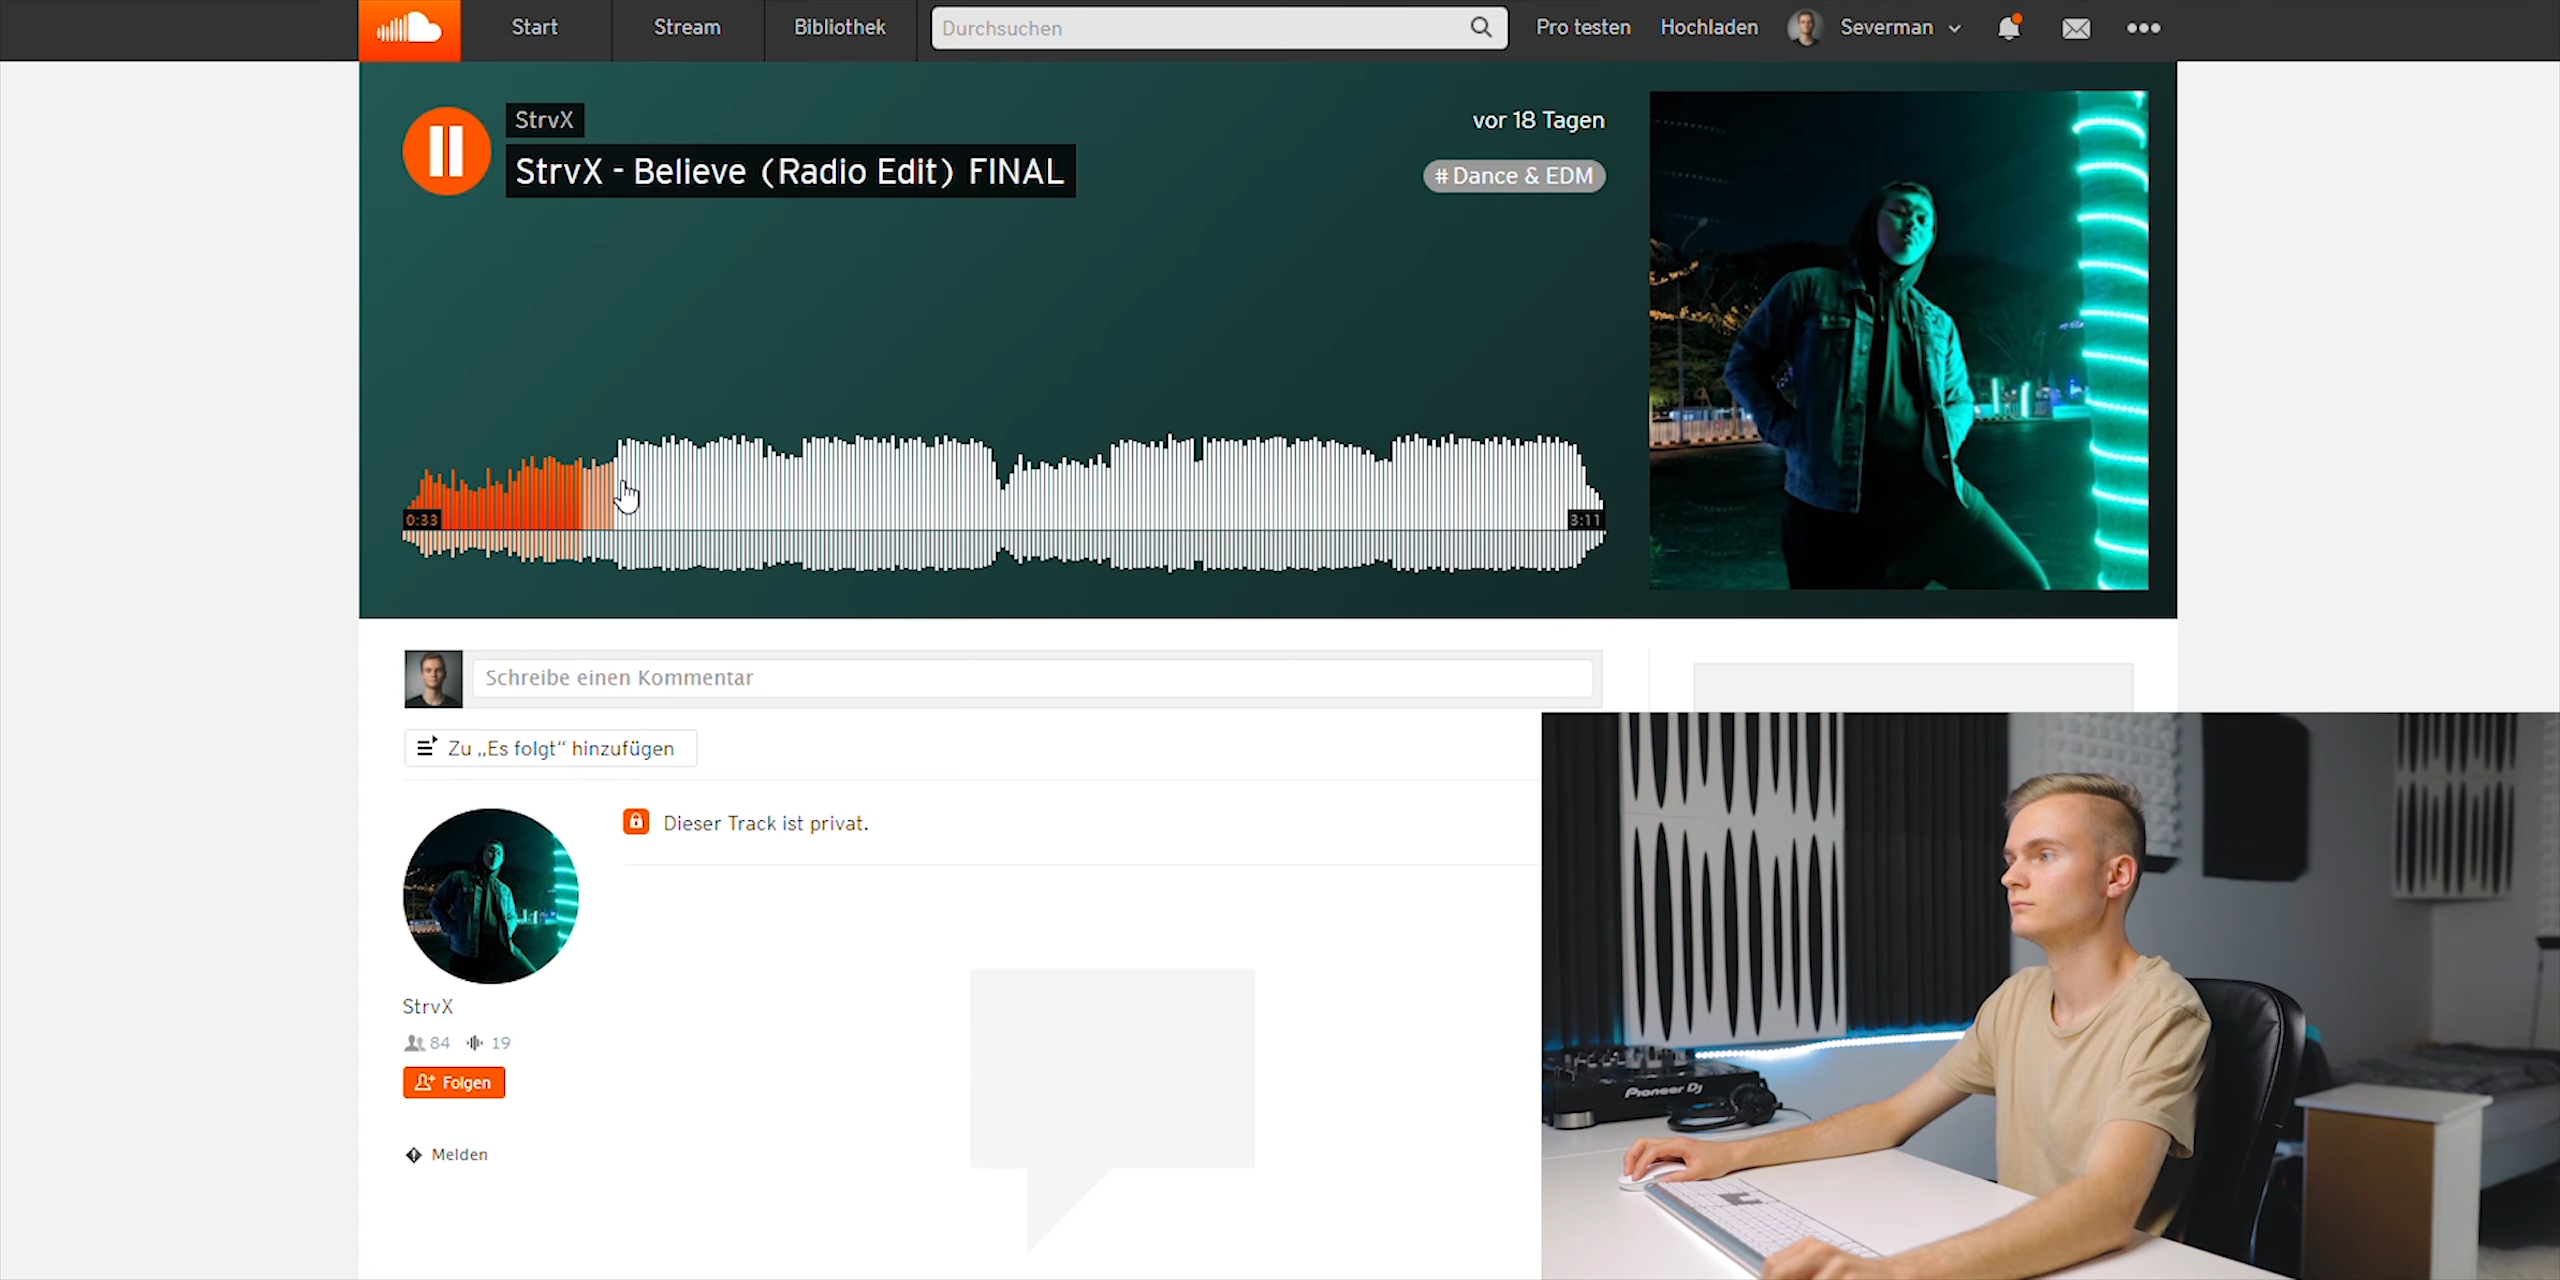 Start
Stream
Bibliothek
Durchsuchen
Pro testen
Hochladen
Severman
StrvX
vor 18 Tagen
StrvX - Believe (Radio Edit) FINAL
# Dance & EDM
0:33
3:11
Schreibe einen Kommentar
Zu „Es folgt“ hinzufügen
Dieser Track ist privat.
StrvX
84 19
Folgen
Melden
Pioneer Dj